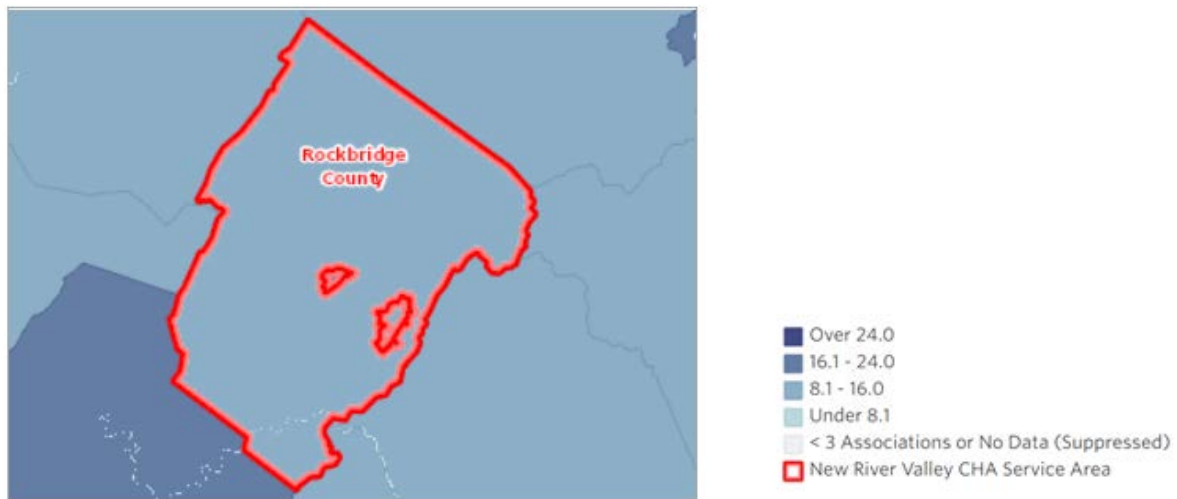 Rockbridge
County
Over 24.0
16.1 - 24.0
8.1 - 16.0
Under 8.1
< 3 Associations or No Data (Suppressed)
New River Valley CHA Service Area